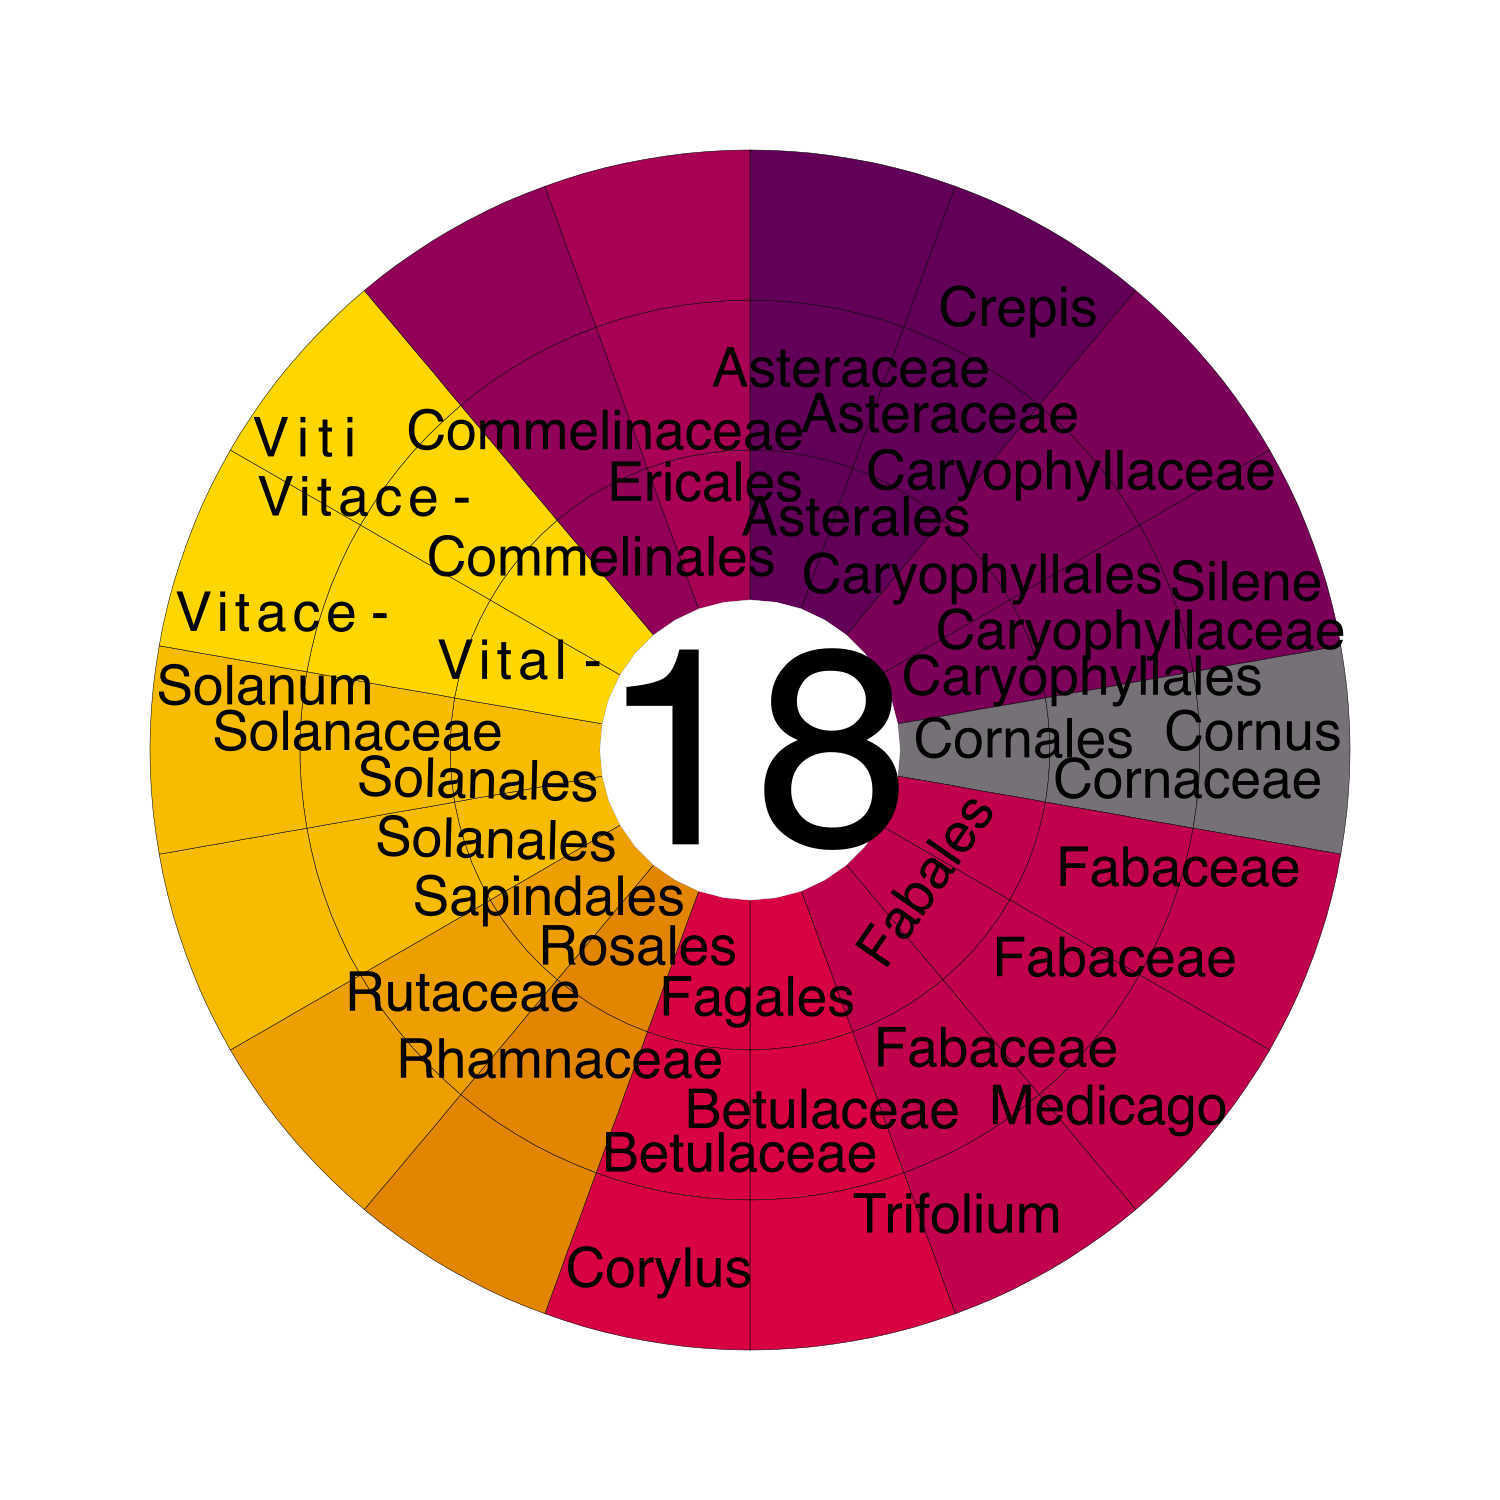 Crepis
Asteraceae
Asteraceae
Viti
Commelinaceae
Caryophyllaceae
Ericales
Vitace-
Asterales
Commelinales
Caryophyllales
Silene
Vitace-
Caryophyllaceae
Vital-
Caryophyllales
Solanum
Solanaceae
Cornales
Cornus
18
Solanales
Cornaceae
Solanales
Fabales
Fabaceae
Sapindales
Rosales
Fabaceae
Rutaceae
Fagales
Rhamnaceae
Fabaceae
Betulaceae
Medicago
Betulaceae
Trifolium
Corylus